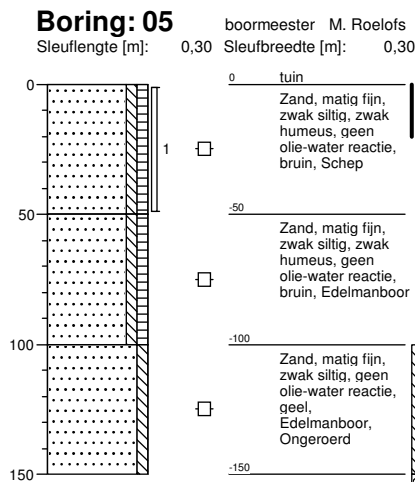 Boring: 05 boormeester M. Roelofs
Sleuflengte [m]: 0,30 Sleufbreedte [m]: 0,30
0
50
100
150
1
0 tuin
Zand, matig fijn,
zwak siltig, zwak
humeus, geen
olie-water reactie,
bruin, Schep
-50
Zand, matig fijn,
zwak siltig, zwak
humeus, geen
olie-water reactie,
bruin, Edelmanboor
-100
Zand, matig fijn,
zwak siltig, geen
olie-water reactie,
geel,
Edelmanboor,
Ongeroerd
-150